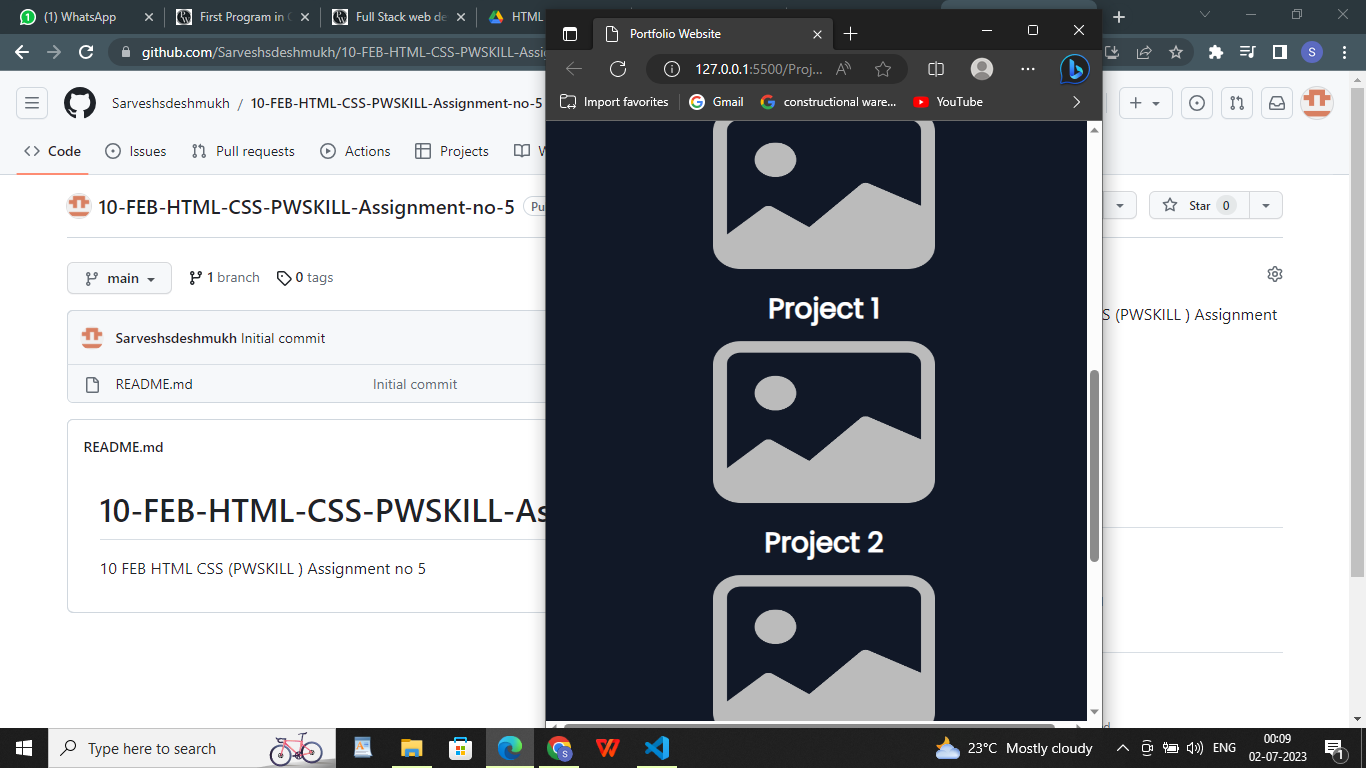 (1) WhatsApp
First Program in
Full Stack web de
HTML
github.com/Sarveshsdeshmukh/10-FEB-HTML-CSS-PWSKILL-Assi
S
Sarveshsdeshmukh / 10-FEB-HTML-CSS-PWSKILL-Assignment-no-5
Code
Issues
Pull requests
Actions
Projects
10-FEB-HTML-CSS-PWSKILL-Assignment-no-5
Pu
Star 0
main
1 branch
0 tags
S (PWSKILL ) Assignment
Sarveshsdeshmukh Initial commit
README.md
Initial commit
README.md
10-FEB-HTML-CSS-PWSKILL-As
10 FEB HTML CSS (PWSKILL ) Assignment no 5
Portfolio Website
127.0.0.1:5500/Proj...
Import favorites
Gmail
constructional ware...
YouTube
Project 1
Project 2
Type here to search
23°C Mostly cloudy
ENG
00:09
02-07-2023
1